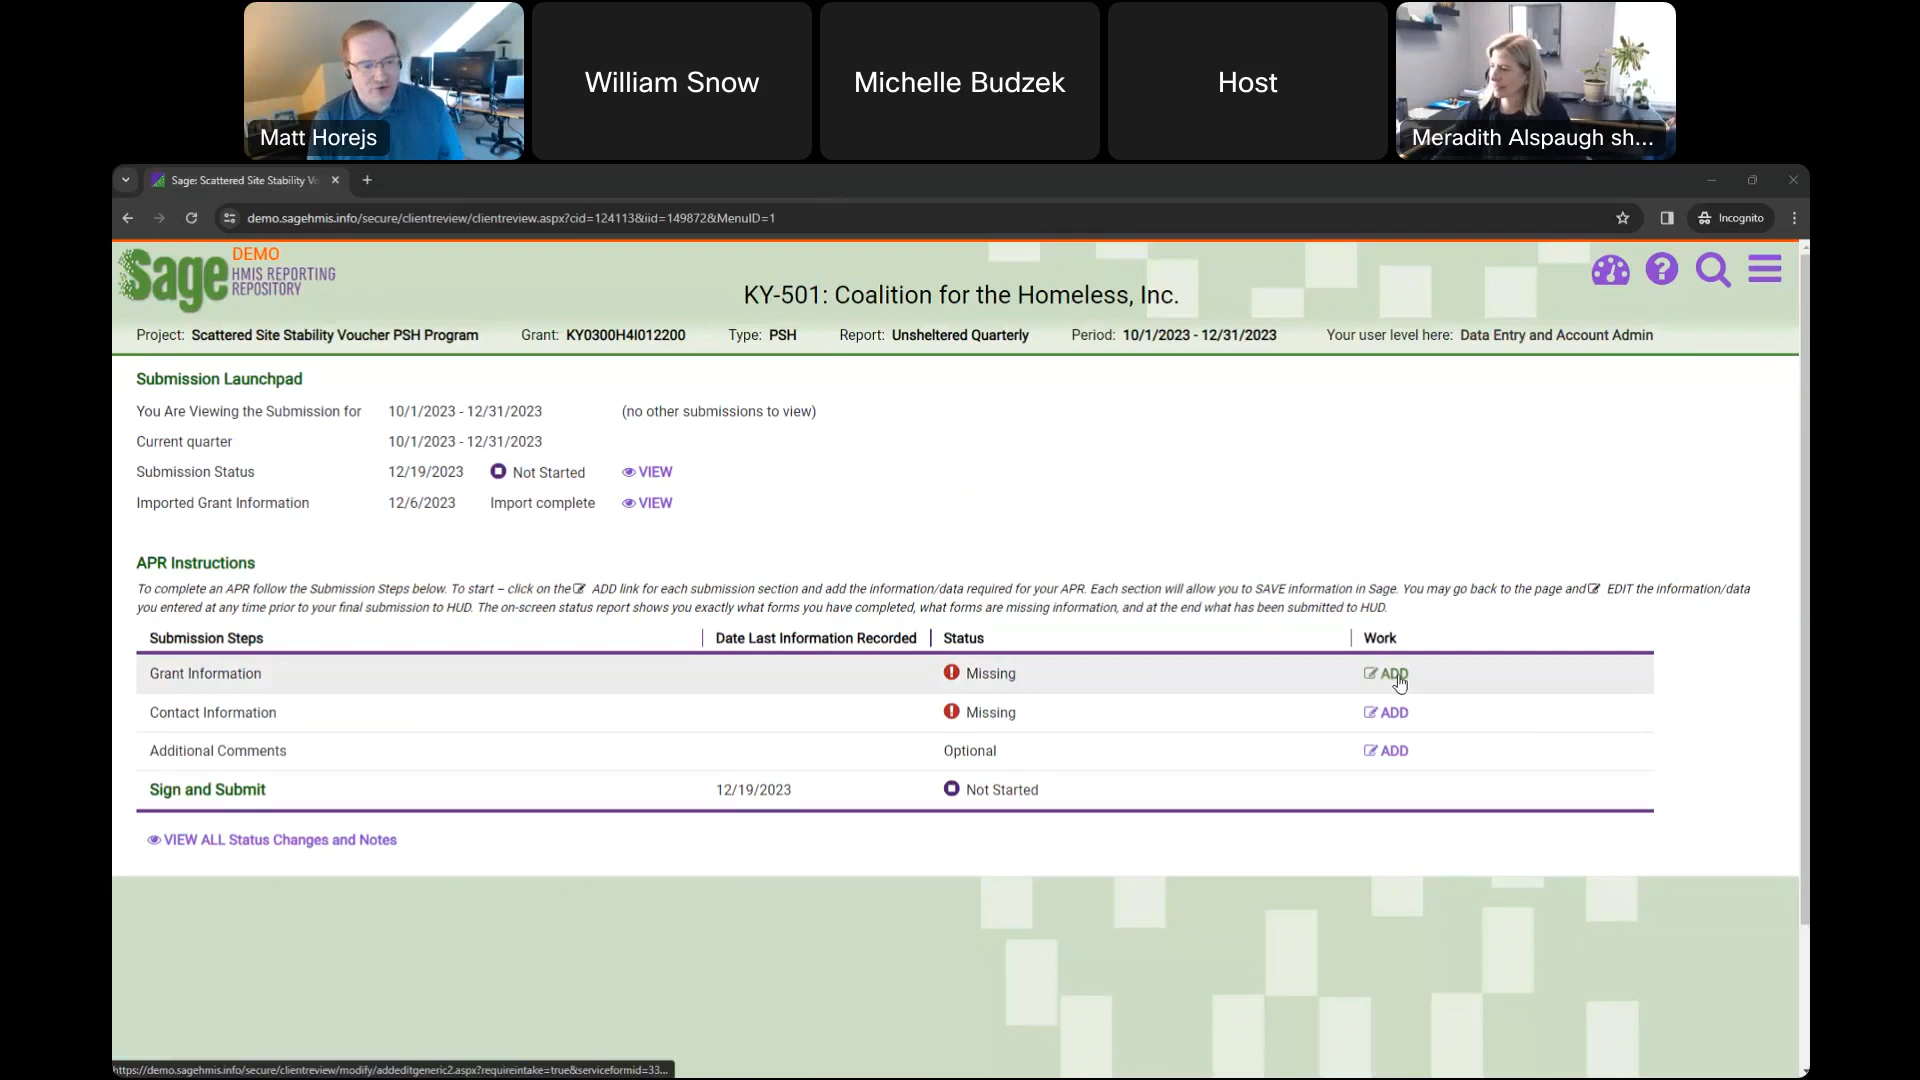 Matt Horejs
William Snow
Michelle Budzek
Host
Meradith Alspaugh sh...
Sage: Scattered Site Stability Vo
demo.sagehmis.info/secure/clientreview/clientreview.aspx?cid=124113&iid=149872&MenuID=1
Incognito
Sage
DEMO
HMIS REPORTING
REPOSITORY
KY-501: Coalition for the Homeless, Inc.
Project: Scattered Site Stability Voucher PSH Program Grant: KY0300H4I012200 Type: PSH Report: Unsheltered Quarterly Period: 10/1/2023 - 12/31/2023 Your user level here: Data Entry and Account Admin
Submission Launchpad
You Are Viewing the Submission for 10/1/2023 - 12/31/2023 (no other submissions to view)
Current quarter 10/1/2023 - 12/31/2023
Submission Status 12/19/2023 Not Started VIEW
Imported Grant Information 12/6/2023 Import complete VIEW
APR Instructions
To complete an APR follow the Submission Steps below. To start – click on the ADD link for each submission section and add the information/data required for your APR. Each section will allow you to SAVE information in Sage. You may go back to the page and EDIT the information/data
you entered at any time prior to your final submission to HUD. The on-screen status report shows you exactly what forms you have completed, what forms are missing information, and at the end what has been submitted to HUD.
Submission Steps Date Last Information Recorded Status Work
Grant Information Missing ADD
Contact Information Missing ADD
Additional Comments Optional ADD
Sign and Submit 12/19/2023 Not Started
VIEW ALL Status Changes and Notes
https://demo.sagehmis.info/secure/clientreview/modify/addeditgeneric2.aspx?requireintake=true&serviceformid=33...